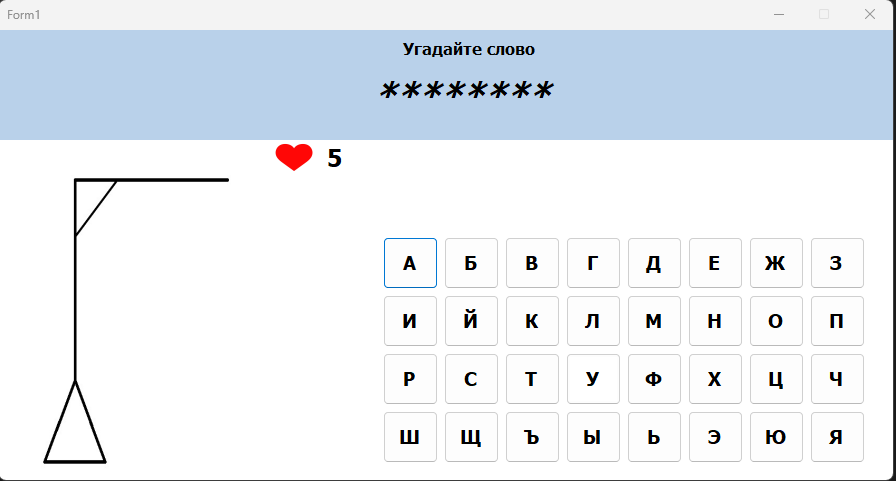 Form1
Угадайте слово
********
5
А Б В Г Д Е Ж З
И Й К Л М Н О П
Р С Т У Ф Х Ц Ч
Ш Щ Ъ Ы Ь Э Ю Я